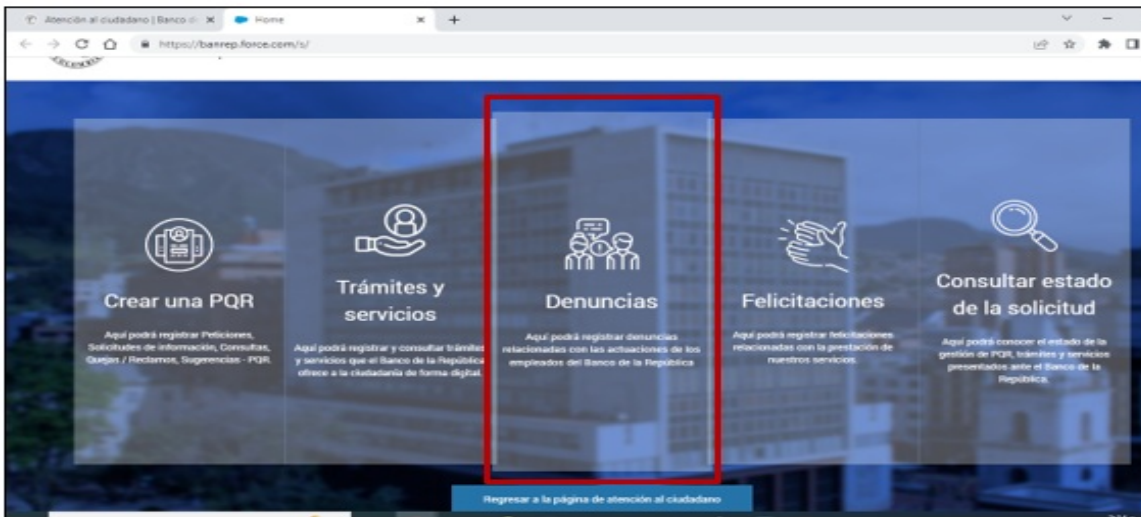 Atención al ciudadano | Banco d
Home
https://banrep.force.com/s/
Crear una PQR
Aquí podrá registrar Peticiones,
Solicitudes de información, Consultas,
Quejas / Reclamos, Sugerencias - PQR.
Trámites y
servicios
Aquí podrá registrar y consultar trámites
y servicios que el Banco de la República
ofrece a la ciudadanía de forma digital.
Denuncias
Aquí podrá registrar denuncias
relacionadas con las actuaciones de los
empleados del Banco de la República
Felicitaciones
Aquí podrá registrar felicitaciones
relacionadas con la prestación de
nuestros servicios.
Consultar estado
de la solicitud
Aquí podrá conocer el estado de la
gestión de PQR, trámites y servicios
presentados ante el Banco de la
República.
Regresar a la página de atención al ciudadano